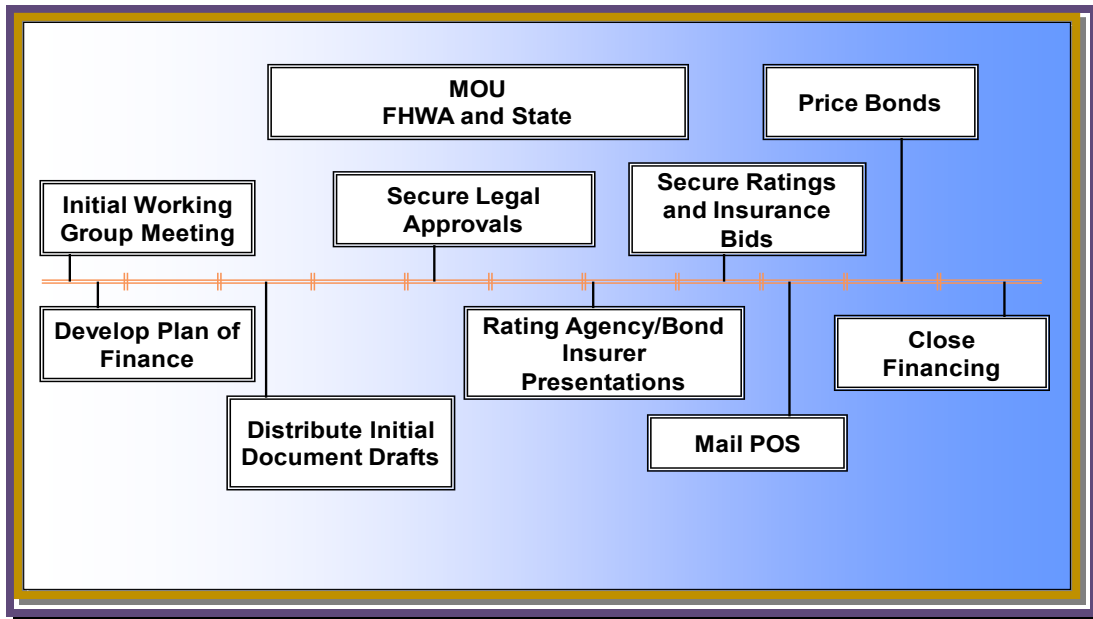 MOU
FHWA and State
Price Bonds
Initial Working
Group Meeting
Secure Legal
Approvals
Secure Ratings
and Insurance
Bids
Develop Plan of
Finance
Rating Agency/Bond
Insurer
Presentations
Close
Financing
Distribute Initial
Document Drafts
Mail POS